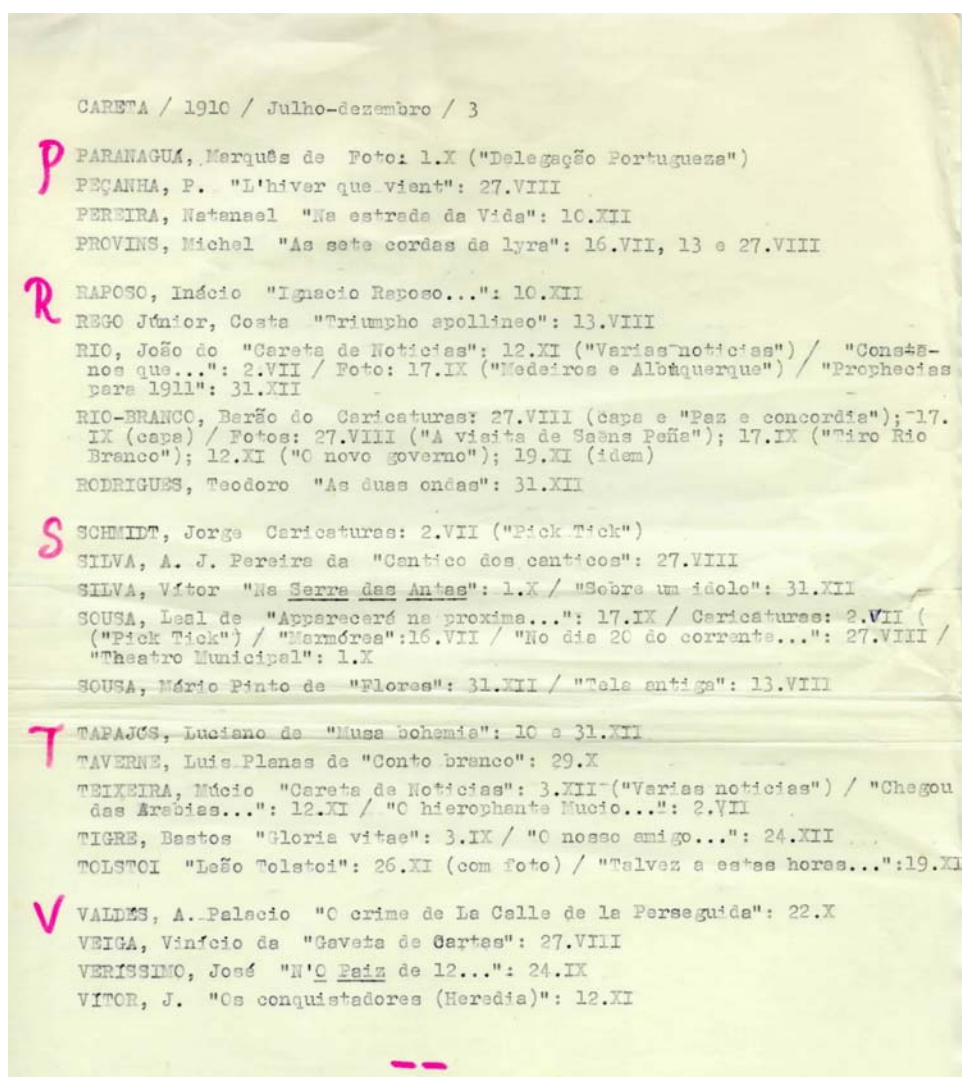 CARETA / 1910 / Julho-dezembro / 3
P PARANAGUÁ, Marquês de Foto: 1.X ("Delegação Portugueza")
PEÇANHA, P. "L'hiver que vient": 27.VIII
PEREIRA, Natanael "Na estrada da Vida": 10.XII
PROVINS, Michel "As sete cordas da lyra": 16.VII, 13 e 27.VIII
R RAPOSO, Inácio "Ignacio Raposo...": 10.XII
REGO Júnior, Costa "Triumpho apollineo": 13.VIII
RIO, João do "Careta de Noticias": 12.XI ("Varias noticias") / "Consta-
nos que...": 2.VII / Foto: 17.IX ("Medeiros e Albuquerque") / "Prophecias
para 1911": 31.XII
RIO-BRANCO, Barão do Caricaturas: 27.VIII (capa e "Paz e concordia"); 17.
IX (capa) / Fotos: 27.VIII ("A visita de Saens Peña"); 17.IX ("Tiro Rio
Branco"); 12.XI ("O novo governo"); 19.XI (idem)
RODRIGUES, Teodoro "As duas ondas": 31.XII
S SCHMIDT, Jorge Caricaturas: 2.VII ("Pick Tick")
SILVA, A. J. Pereira da "Cantico dos canticos": 27.VIII
SILVA, Vítor "Na Serra das Antas": 1.X / "Sobre um idolo": 31.XII
SOUSA, Leal de "Apparecerá na proxima...": 17.IX / Caricaturas: 2.VII (
("Pick Tick") / "Marmórea":16.VII / "No dia 20 do corrente...": 27.VIII /
"Theatro Municipal": 1.X
SOUSA, Mário Pinto de "Flores": 31.XII / "Tela antiga": 13.VIII
T TAPAJÓS, Luciano de "Musa bohemia": 10 e 31.XII
TAVERNE, Luis Planas de "Conto branco": 29.X
TEIXEIRA, Múcio "Careta de Noticias": 3.XII ("Varias noticias") / "Chegou
das Arabias...": 12.XI / "O hierophante Mucio...": 2.VII
TIGRE, Bastos "Gloria vitae": 3.IX / "O nosso amigo...": 24.XII
TOLSTOI "Leão Tolstoi": 26.XI (com foto) / "Talvez a estas horas...":19.XI
V VALDÉS, A. Palacio "O crime de La Calle de la Perseguida": 22.X
VEIGA, Vinício da "Gaveta de Cartas": 27.VIII
VERÍSSIMO, José "N'O Paiz de 12...": 24.IX
VÍTOR, J. "Os conquistadores (Heredia)": 12.XI